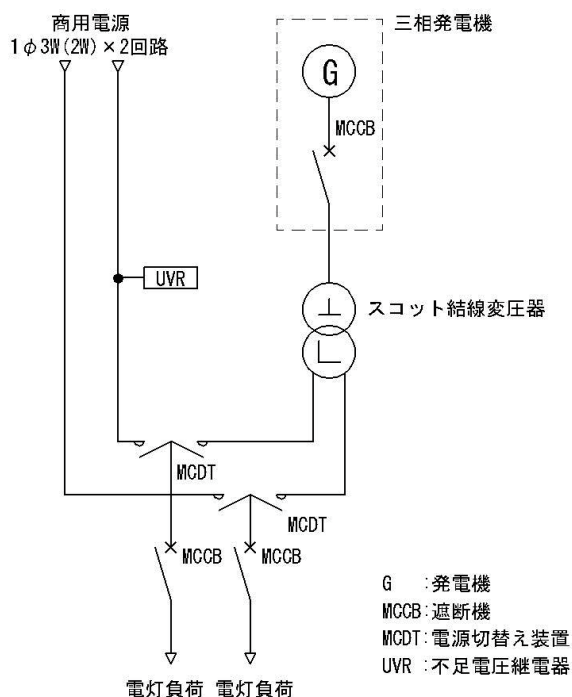 商用電源
1φ3W(2W)×2回路
三相発電機
G
MCCB
UVR
スコット結線変圧器
MCDT
MCDT
MCCB
MCCB
電灯負荷
電灯負荷
G :発電機
MCCB:遮断機
MCDT:電源切替え装置
UVR :不足電圧継電器